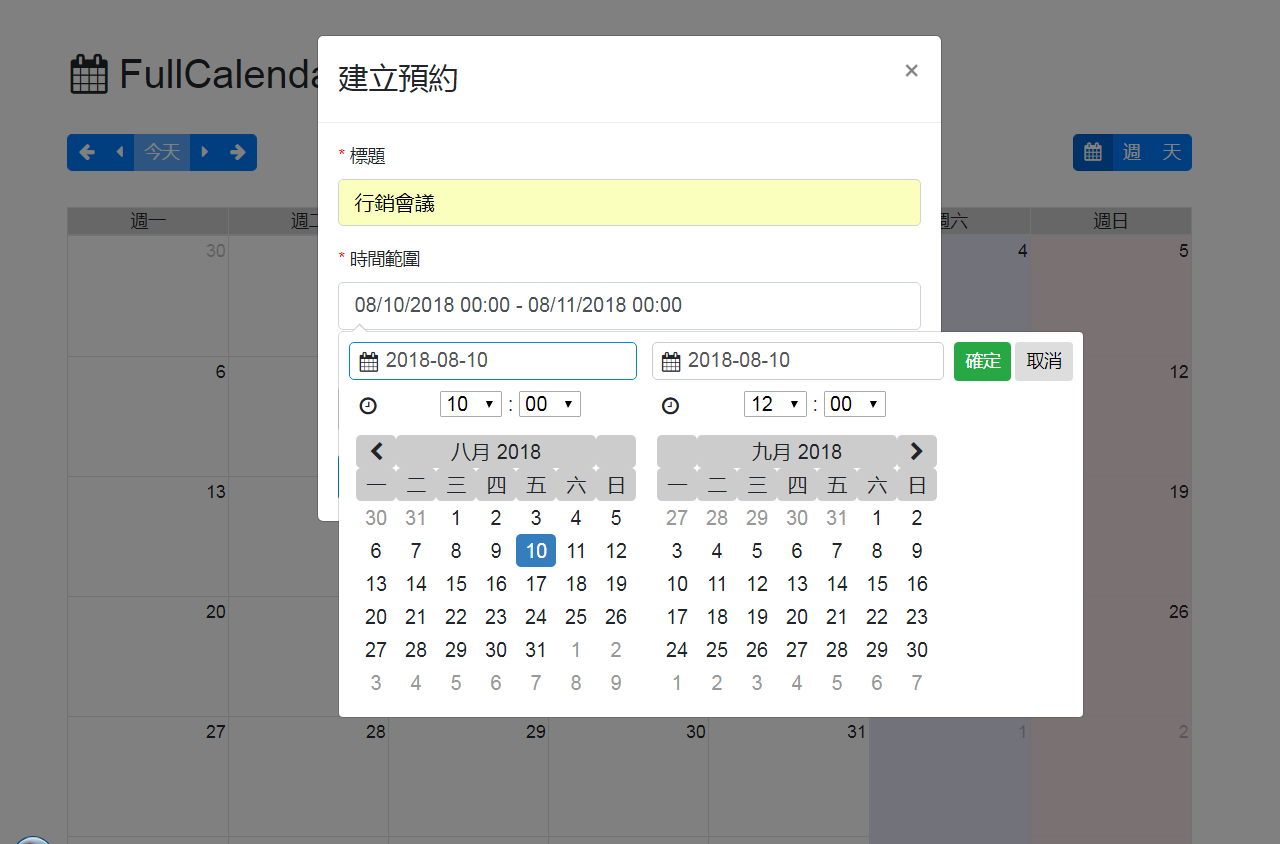 FullCalenda
建立預約
×
今天
週 天
* 標題
行銷會議
週一 週二 週六 週日
* 時間範圍
30 4 5
08/10/2018 00:00 - 08/11/2018 00:00
2018-08-10 2018-08-10 確定 取消
6 12
10 : 00 12 : 00
八月 2018 九月 2018
一 二 三 四 五 六 日 一 二 三 四 五 六 日
13 19
30 31 1 2 3 4 5 27 28 29 30 31 1 2
6 7 8 9 10 11 12 3 4 5 6 7 8 9
13 14 15 16 17 18 19 10 11 12 13 14 15 16
20 26
20 21 22 23 24 25 26 17 18 19 20 21 22 23
27 28 29 30 31 1 2 24 25 26 27 28 29 30
3 4 5 6 7 8 9 1 2 3 4 5 6 7
27 28 29 30 31 1 2